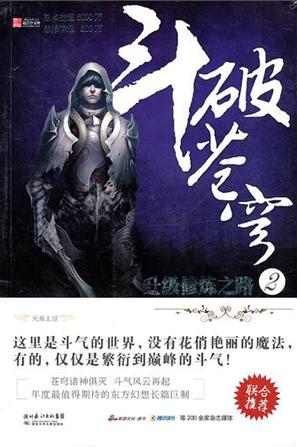 斗破苍穹
升级修炼之路
2
天蚕土豆
这里是斗气的世界，没有花俏艳丽的魔法，
有的，仅仅是繁衍到巅峰的斗气！
苍穹诸神俱灭 斗气风云再起
年度最值得期待的东方幻想长篇巨制
联合
推荐
等 200 余家杂志媒体